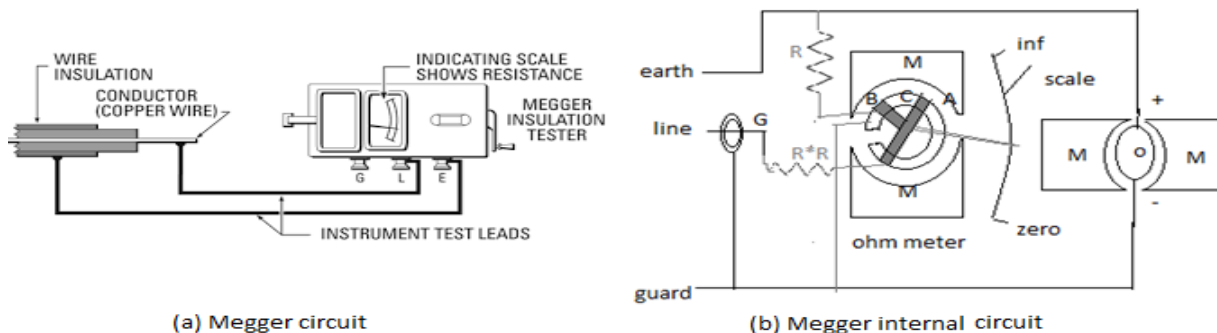 WIRE
INSULATION
CONDUCTOR
(COPPER WIRE)
INDICATING SCALE
SHOWS RESISTANCE
MEGGER
INSULATION
TESTER
G L E
INSTRUMENT TEST LEADS
(a) Megger circuit
earth
line
guard
G
R
R*R
M
B C A
M
ohm meter
inf
scale
zero
+
M o M
-
(b) Megger internal circuit